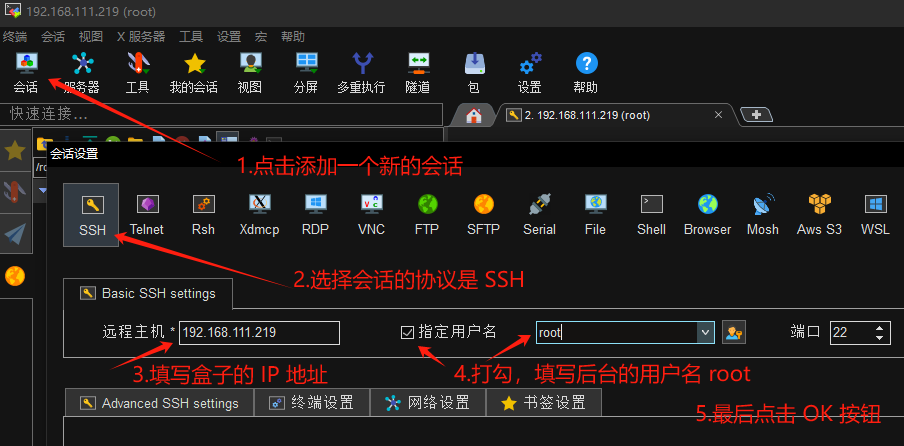 192.168.111.219 (root)
终端 会话 视图 X 服务器 工具 设置 宏 帮助
会话 服务器 工具 我的会话 视图 分屏 多重执行 隧道 包 设置 帮助
快速连接...
2. 192.168.111.219 (root)
会话设置
1.点击添加一个新的会话
/ro
SSH Telnet Rsh Xdmcp RDP VNC FTP SFTP Serial File Shell Browser Mosh Aws S3 WSL
2.选择会话的协议是 SSH
Basic SSH settings
远程主机 * 192.168.111.219 指定用户名 root 端口 22
3.填写盒子的 IP 地址
4.打勾，填写后台的用户名 root
Advanced SSH settings 终端设置 网络设置 书签设置
5.最后点击 OK 按钮